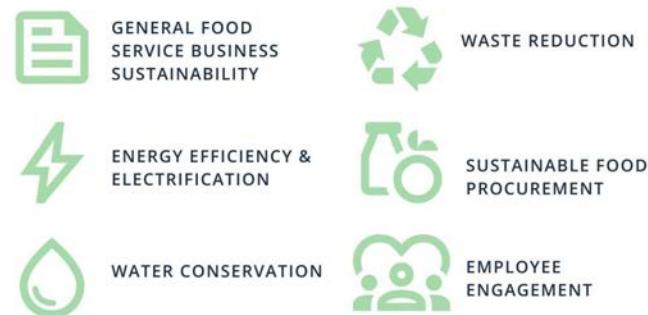 GENERAL FOOD
SERVICE BUSINESS
SUSTAINABILITY
WASTE REDUCTION
ENERGY EFFICIENCY &
ELECTRIFICATION
SUSTAINABLE FOOD
PROCUREMENT
WATER CONSERVATION
EMPLOYEE
ENGAGEMENT